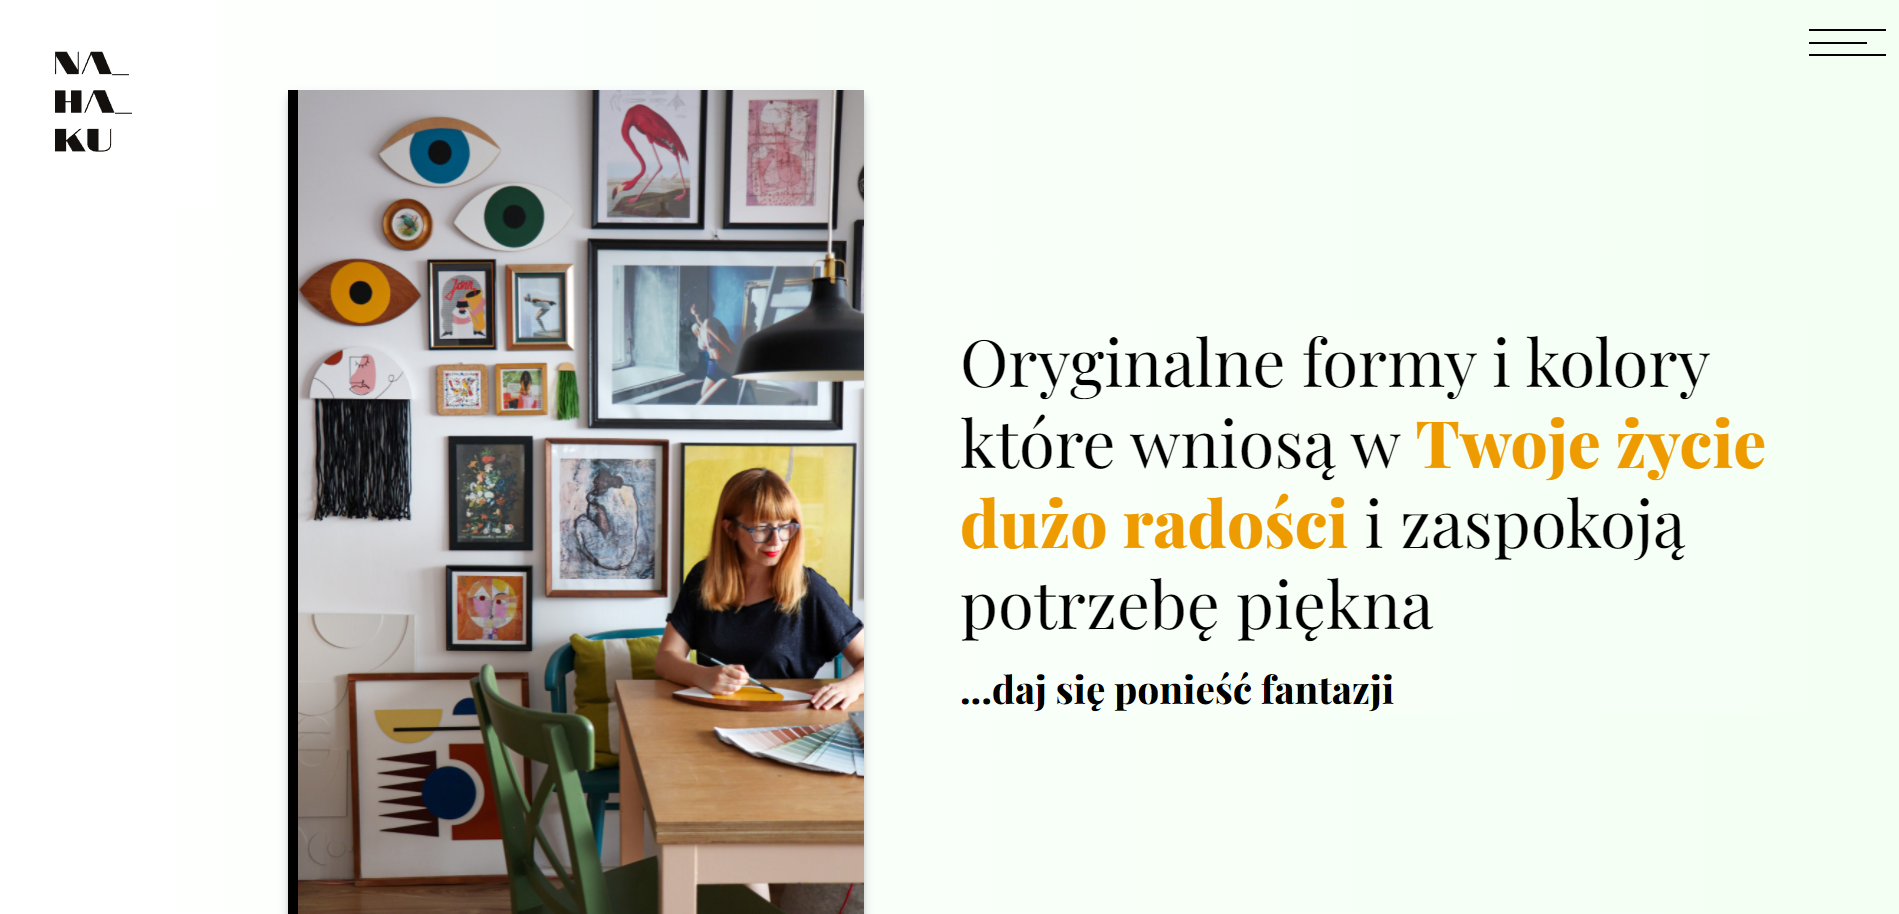 NA_
HA_
KU
Oryginalne formy i kolory
które wniosą w Twoje życie
dużo radości i zaspokoją
potrzebę piękna
...daj się ponieść fantazji